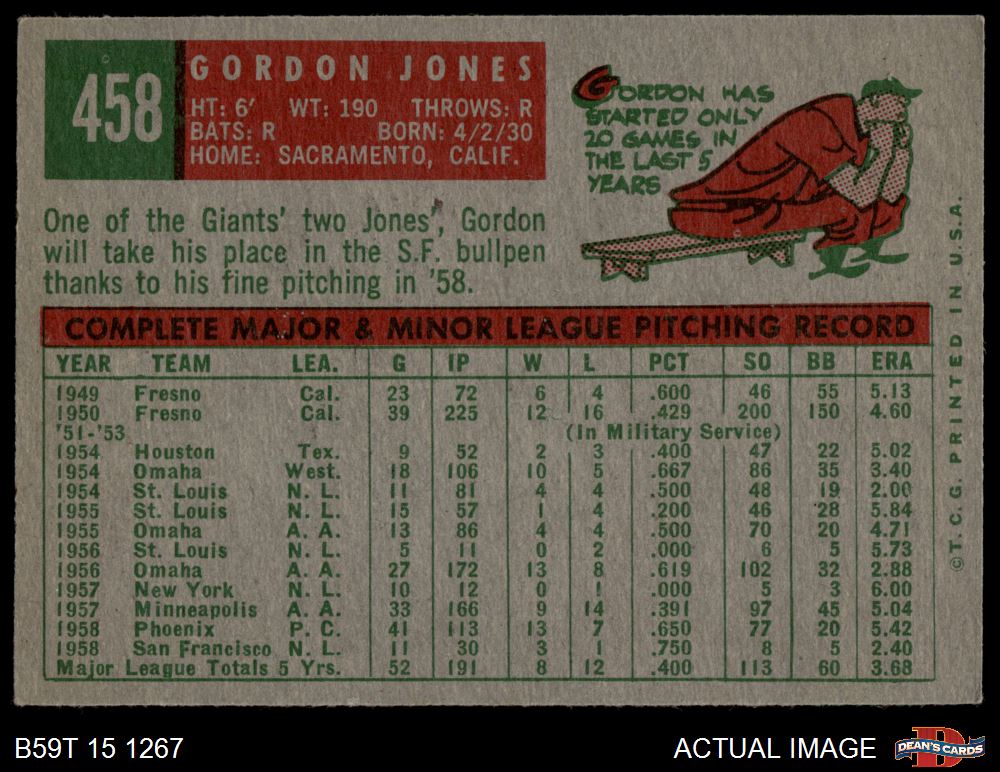 458
GORDON JONES
HT: 6' WT: 190 THROWS: R
BATS: R BORN: 4/2/30
HOME: SACRAMENTO, CALIF.
GORDON HAS
STARTED ONLY
20 GAMES IN
THE LAST 5
YEARS
One of the Giants' two Jones', Gordon
will take his place in the S.F. bullpen
thanks to his fine pitching in '58.
COMPLETE MAJOR & MINOR LEAGUE PITCHING RECORD
YEAR TEAM LEA. G IP W L PCT SO BB ERA
1949 Fresno Cal. 23 72 6 4 .600 46 55 5.13
1950 Fresno Cal. 39 225 12 16 .429 200 150 4.60
'51-'53 (In Military Service)
1954 Houston Tex. 9 52 2 3 .400 47 22 5.02
1954 Omaha West. 18 106 10 5 .667 86 35 3.40
1954 St. Louis N. L. 11 81 4 4 .500 48 19 2.00
1955 St. Louis N. L. 15 57 1 4 .200 46 28 5.84
1955 Omaha A. A. 13 86 4 4 .500 70 20 4.71
1956 St. Louis N. L. 5 11 0 2 .000 6 5 5.73
1956 Omaha A. A. 27 172 13 8 .619 102 32 2.88
1957 New York N. L. 10 12 0 1 .000 5 3 6.00
1957 Minneapolis A. A. 33 166 9 14 .391 97 45 5.04
1958 Phoenix P. C. 41 113 13 7 .650 77 20 5.42
1958 San Francisco N. L. 11 30 3 1 .750 8 5 2.40
Major League Totals 5 Yrs. 52 191 8 12 .400 113 60 3.68
©T.C.G. PRINTED IN U.S.A.
B59T 15 1267
ACTUAL IMAGE
D
DEAN'S CARDS